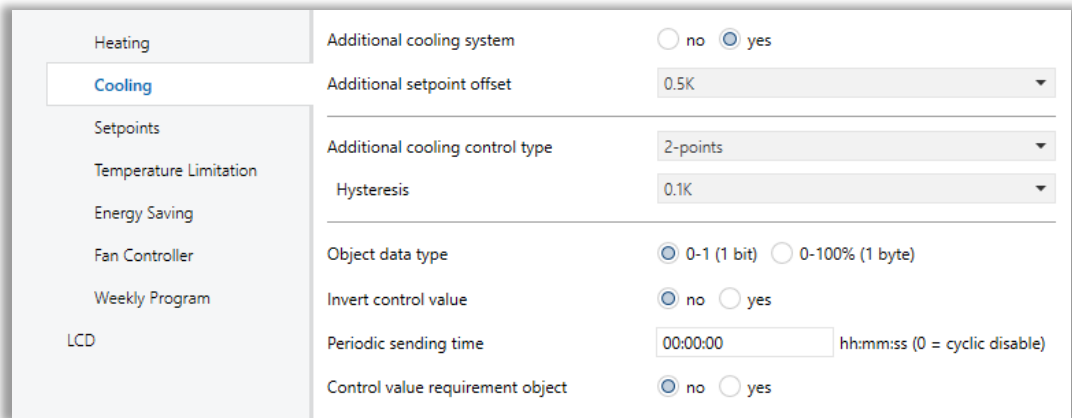 Heating
Cooling
Setpoints
Temperature Limitation
Energy Saving
Fan Controller
Weekly Program
LCD
Additional cooling system no yes
Additional setpoint offset 0.5K
Additional cooling control type 2-points
Hysteresis 0.1K
Object data type 0-1 (1 bit) 0-100% (1 byte)
Invert control value no yes
Periodic sending time 00:00:00 hh:mm:ss (0 = cyclic disable)
Control value requirement object no yes